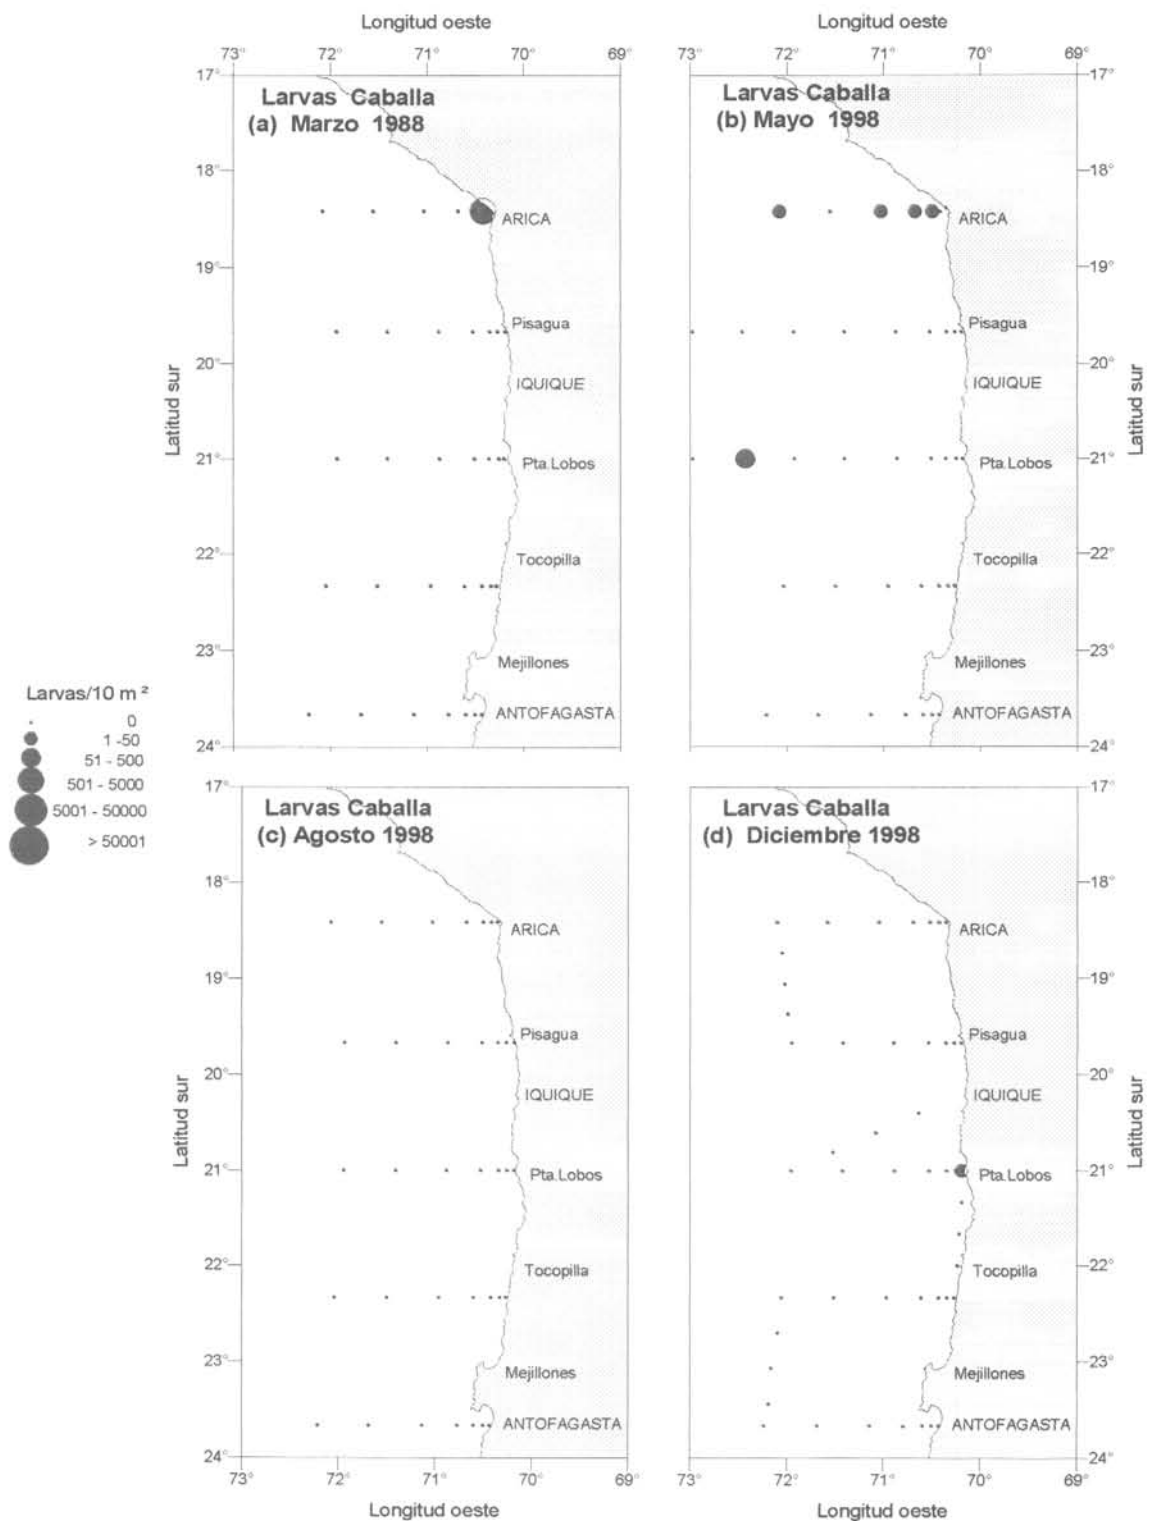 Longitud oeste
Longitud oeste
73° 72° 71° 70° 69°
73° 72° 71° 70° 69°
17°
Larvas Caballa
(a) Marzo 1988
18°
ARICA
19°
Pisagua
20°
IQUIQUE
Latitud sur
21°
Pta.Lobos
22°
Tocopilla
23°
Mejillones
ANTOFAGASTA
24°
Larvas Caballa
(b) Mayo 1998
17°
18°
ARICA
19°
Pisagua
20°
IQUIQUE
Latitud sur
21°
Pta.Lobos
22°
Tocopilla
23°
Mejillones
ANTOFAGASTA
24°
Larvas/10 m ²
0
1 -50
51 - 500
501 - 5000
5001 - 50000
> 50001
17°
Larvas Caballa
(c) Agosto 1998
18°
ARICA
19°
Pisagua
20°
IQUIQUE
Latitud sur
21°
Pta.Lobos
22°
Tocopilla
23°
Mejillones
ANTOFAGASTA
24°
73° 72° 71° 70° 69°
Longitud oeste
Larvas Caballa
(d) Diciembre 1998
17°
18°
ARICA
19°
Pisagua
20°
IQUIQUE
Latitud sur
21°
Pta.Lobos
22°
Tocopilla
23°
Mejillones
ANTOFAGASTA
24°
73° 72° 71° 70° 69°
Longitud oeste